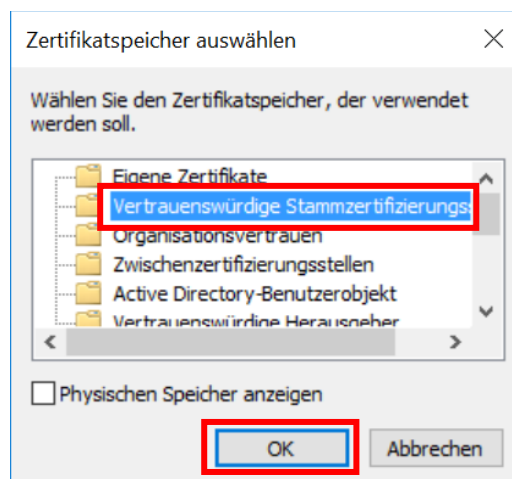 Zertifikatspeicher auswählen
Wählen Sie den Zertifikatspeicher, der verwendet
werden soll.
Eigene Zertifikate
Vertrauenswürdige Stammzertifizierungss
Organisationsvertrauen
Zwischenzertifizierungsstellen
Active Directory-Benutzerobjekt
Vertrauenswürdige Herausgeber
Physischen Speicher anzeigen
OK
Abbrechen